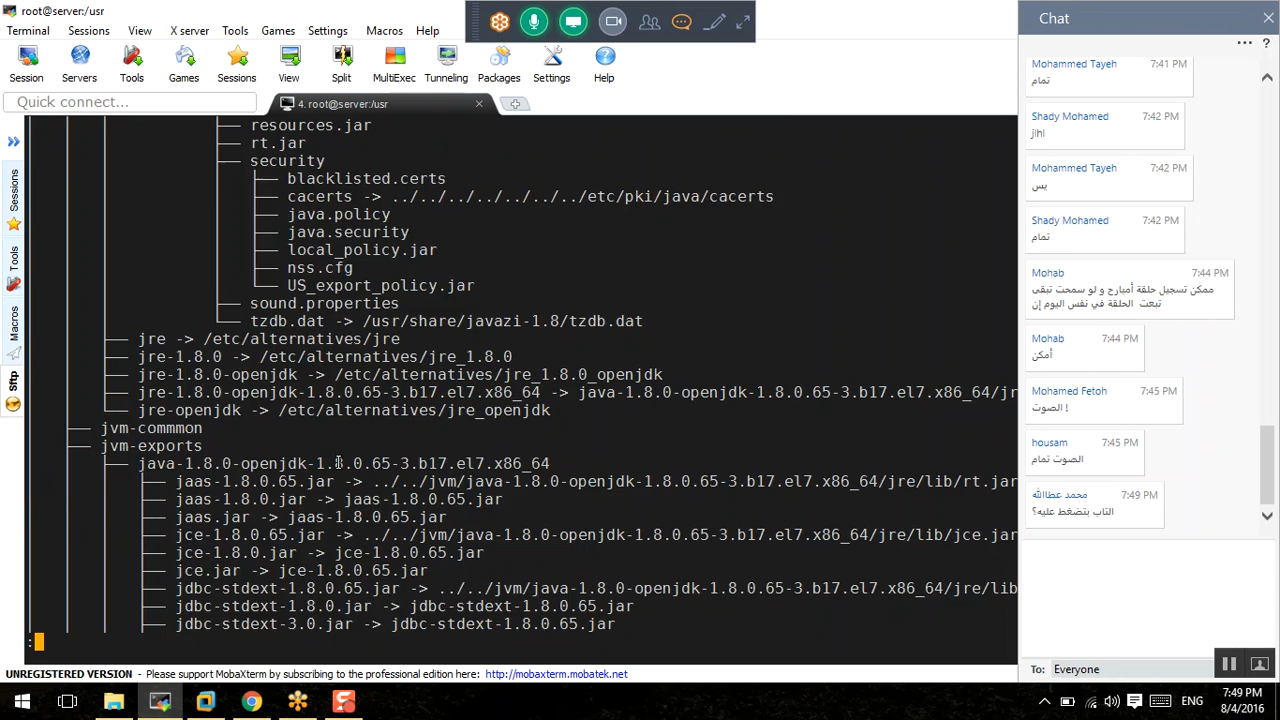 root@server:/usr
Terminal Sessions View X server Tools Games Settings Macros Help
Session Servers Tools Games Sessions View Split MultiExec Tunneling Packages Settings Help
Quick connect...
4. root@server:/usr
Sessions
Tools
Macros
Sftp
├── resources.jar
├── rt.jar
├── security
├── blacklisted.certs
├── cacerts -> ../../../../../../../etc/pki/java/cacerts
├── java.policy
├── java.security
├── local_policy.jar
├── nss.cfg
└── US_export_policy.jar
├── sound.properties
└── tzdb.dat -> /usr/share/javazi-1.8/tzdb.dat
├── jre -> /etc/alternatives/jre
├── jre-1.8.0 -> /etc/alternatives/jre_1.8.0
├── jre-1.8.0-openjdk -> /etc/alternatives/jre_1.8.0_openjdk
├── jre-1.8.0-openjdk-1.8.0.65-3.b17.el7.x86_64 -> java-1.8.0-openjdk-1.8.0.65-3.b17.el7.x86_64/jr
└── jre-openjdk -> /etc/alternatives/jre_openjdk
├── jvm-commmon
├── jvm-exports
├── java-1.8.0-openjdk-1.8.0.65-3.b17.el7.x86_64
├── jaas-1.8.0.65.jar -> ../../jvm/java-1.8.0-openjdk-1.8.0.65-3.b17.el7.x86_64/jre/lib/rt.jar
├── jaas-1.8.0.jar -> jaas-1.8.0.65.jar
├── jaas.jar -> jaas-1.8.0.65.jar
├── jce-1.8.0.65.jar -> ../../jvm/java-1.8.0-openjdk-1.8.0.65-3.b17.el7.x86_64/jre/lib/jce.jar
├── jce-1.8.0.jar -> jce-1.8.0.65.jar
├── jce.jar -> jce-1.8.0.65.jar
├── jdbc-stdext-1.8.0.65.jar -> ../../jvm/java-1.8.0-openjdk-1.8.0.65-3.b17.el7.x86_64/jre/lib
├── jdbc-stdext-1.8.0.jar -> jdbc-stdext-1.8.0.65.jar
├── jdbc-stdext-3.0.jar -> jdbc-stdext-1.8.0.65.jar
:
UNREGISTERED VERSION - Please support MobaXterm by subscribing to the professional edition here: http://mobaxterm.mobatek.net
Chat
Mohammed Tayeh 7:41 PM
تمام
Shady Mohamed 7:42 PM
jihi
Mohammed Tayeh 7:42 PM
يس
Shady Mohamed 7:42 PM
تمام
Mohab 7:44 PM
ممكن تسجيل حلقة أمبارح و لو سمحت تبقى
تبعت الحلقة في نفس اليوم إن
Mohab 7:44 PM
أمكن
Mohamed Fetoh 7:45 PM
الصوت !
housam 7:45 PM
الصوت تمام
محمد عطاالله 7:49 PM
التاب بتضغط عليه؟
To: Everyone
ENG
7:49 PM
8/4/2016